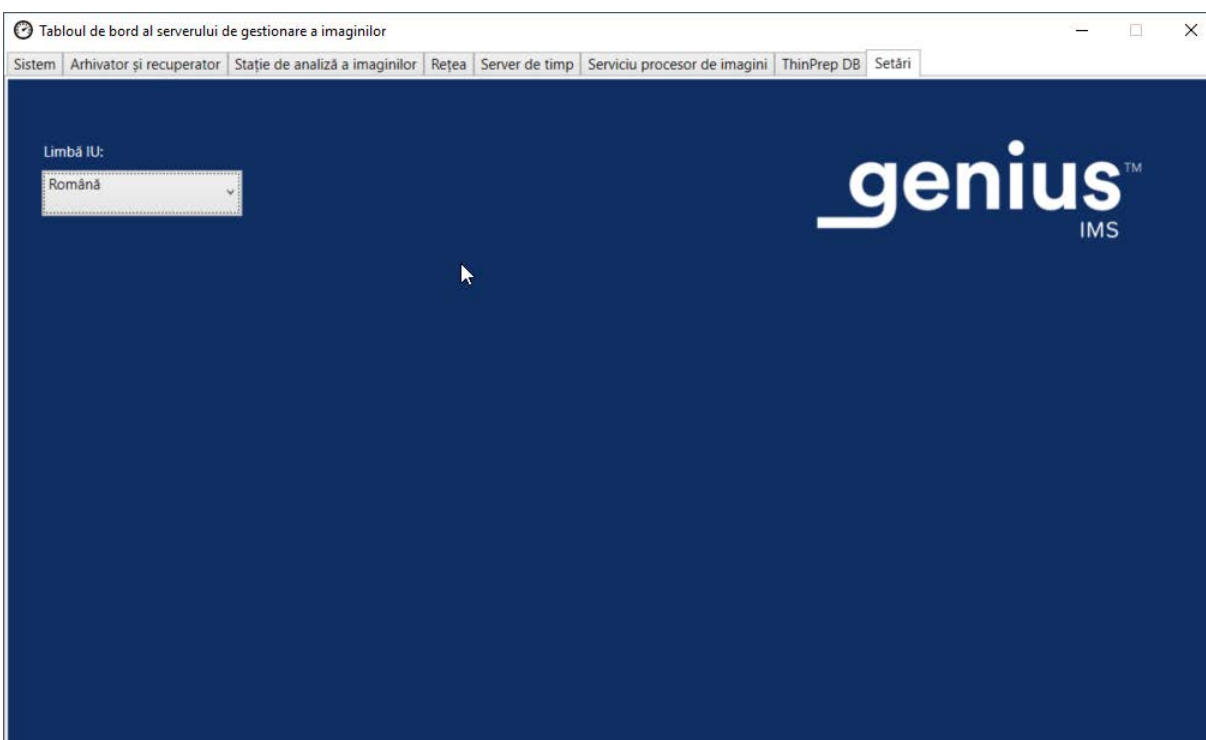 Tabloul de bord al serverului de gestionare a imaginilor
Sistem Arhivator și recuperator Stație de analiză a imaginilor Rețea Server de timp Serviciu procesor de imagini ThinPrep DB Setări
Limbă IU:
Română
genius™
IMS